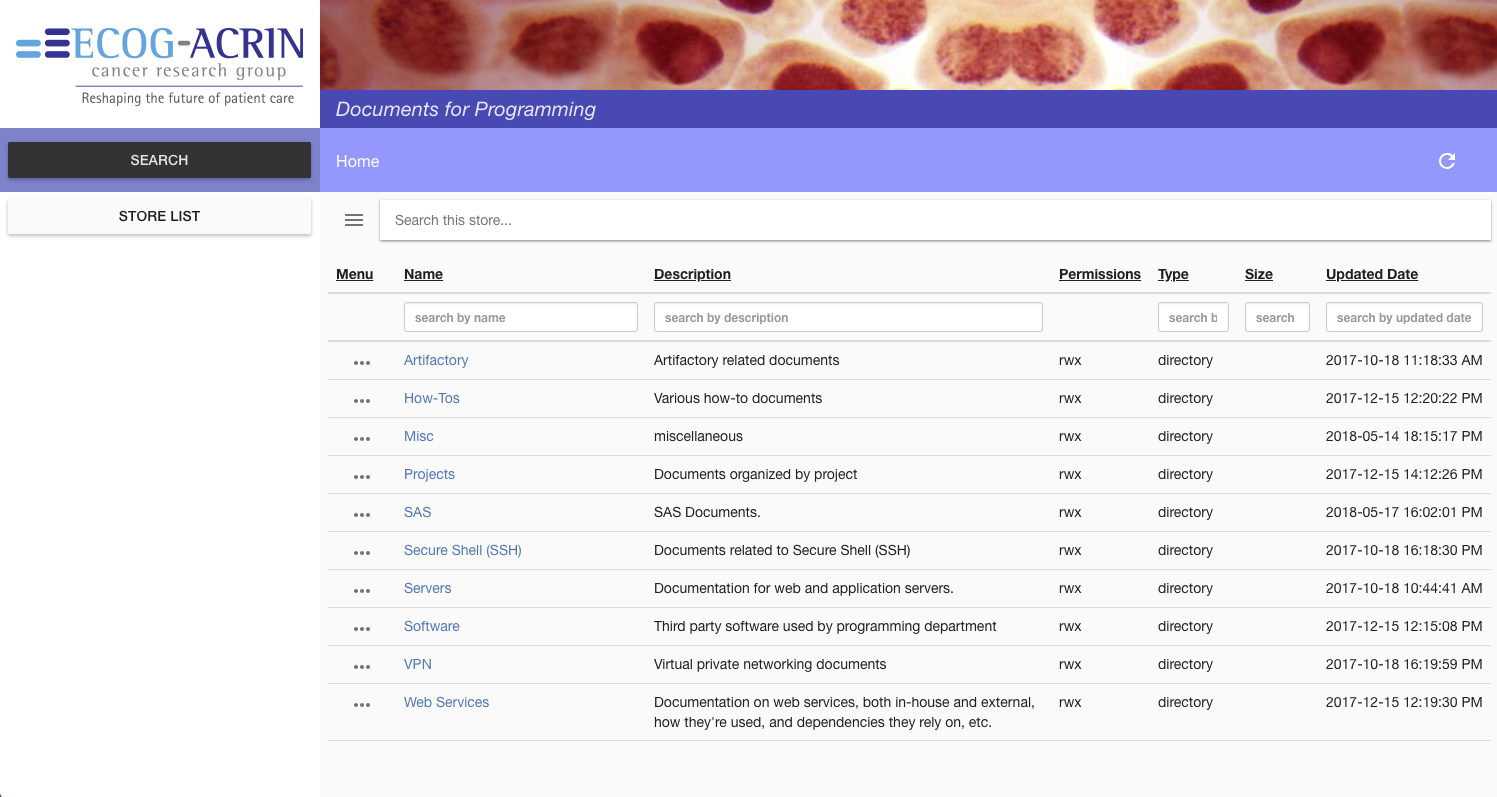 ECOG-ACRIN
cancer research group
Reshaping the future of patient care
Documents for Programming
SEARCH
Home
STORE LIST
Search this store...
Menu Name Description Permissions Type Size Updated Date
search by name search by description search b search search by updated date
Artifactory Artifactory related documents rwx directory 2017-10-18 11:18:33 AM
How-Tos Various how-to documents rwx directory 2017-12-15 12:20:22 PM
Misc miscellaneous rwx directory 2018-05-14 18:15:17 PM
Projects Documents organized by project rwx directory 2017-12-15 14:12:26 PM
SAS SAS Documents. rwx directory 2018-05-17 16:02:01 PM
Secure Shell (SSH) Documents related to Secure Shell (SSH) rwx directory 2017-10-18 16:18:30 PM
Servers Documentation for web and application servers. rwx directory 2017-10-18 10:44:41 AM
Software Third party software used by programming department rwx directory 2017-12-15 12:15:08 PM
VPN Virtual private networking documents rwx directory 2017-10-18 16:19:59 PM
Web Services Documentation on web services, both in-house and external, rwx directory 2017-12-15 12:19:30 PM
how they're used, and dependencies they rely on, etc.